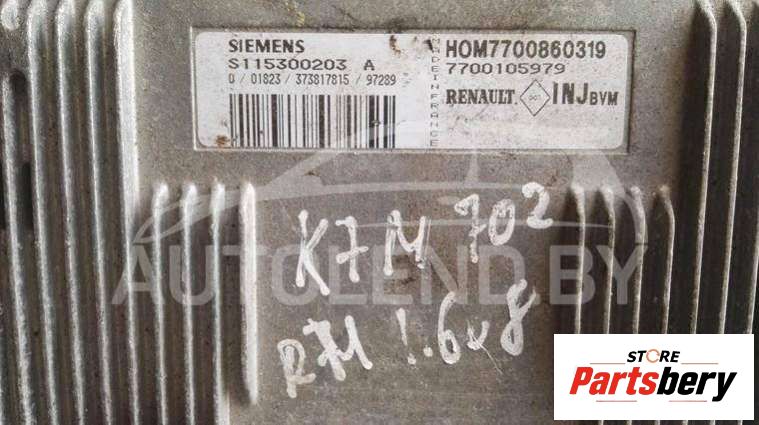 SIEMENS
S115300203 A
0 / 01823 / 373817815 / 97289
MADE IN FRANCE
HOM7700860319
7700105979
RENAULT. INJ BVM
K7M 702
AUTOLEND.BY
1.6v8
STORE
Partsbery